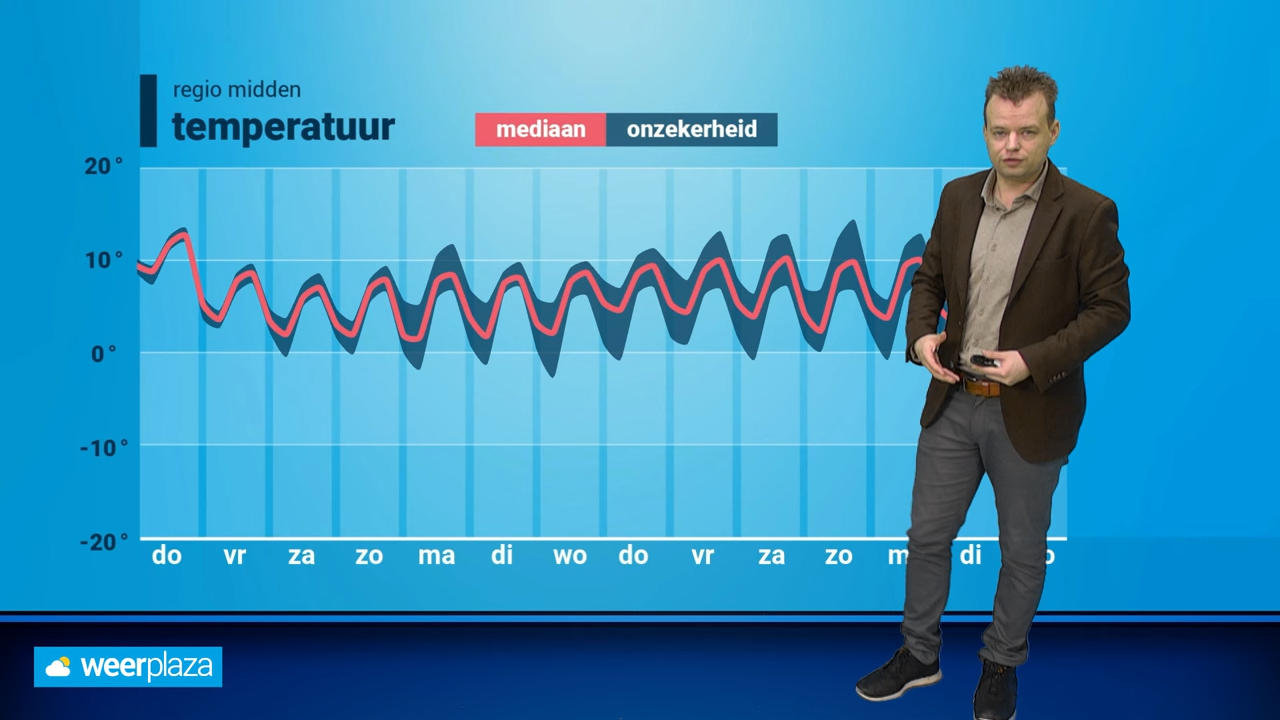 regio midden
temperatuur
mediaan onzekerheid
20°
10°
0°
-10°
-20°
do vr za zo ma di wo do vr za zo m di o
weerplaza